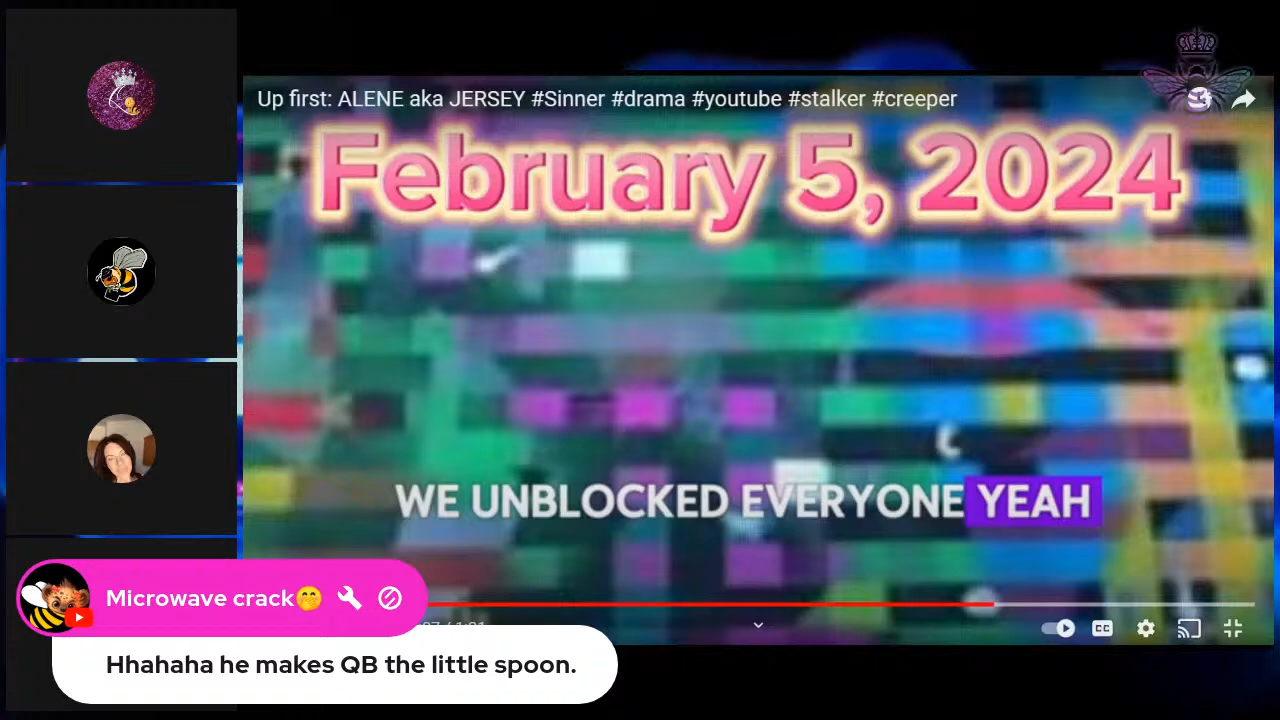 Up first: ALENE aka JERSEY #Sinner #drama #youtube #stalker #creeper
February 5, 2024
WE UNBLOCKED EVERYONE YEAH
CC
Microwave crack🤭
Hhahaha he makes QB the little spoon.